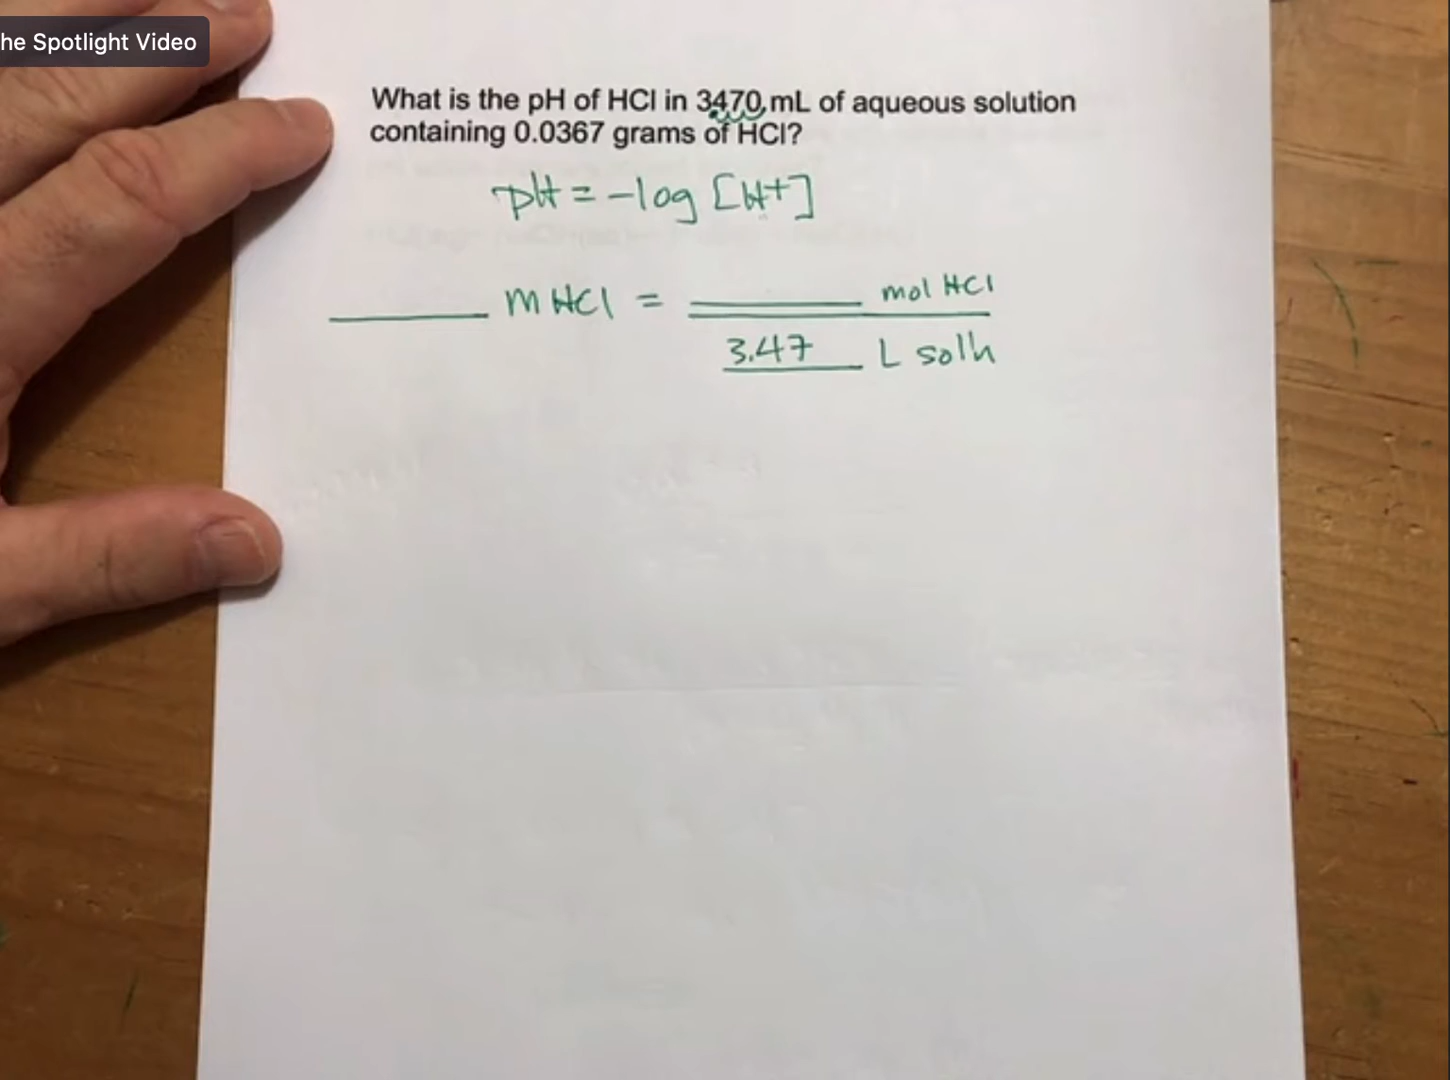 he Spotlight Video
What is the pH of HCl in 3470 mL of aqueous solution
containing 0.0367 grams of HCl?
pH = -log [H+]
M HCl = mol HCl
3.47 L soln